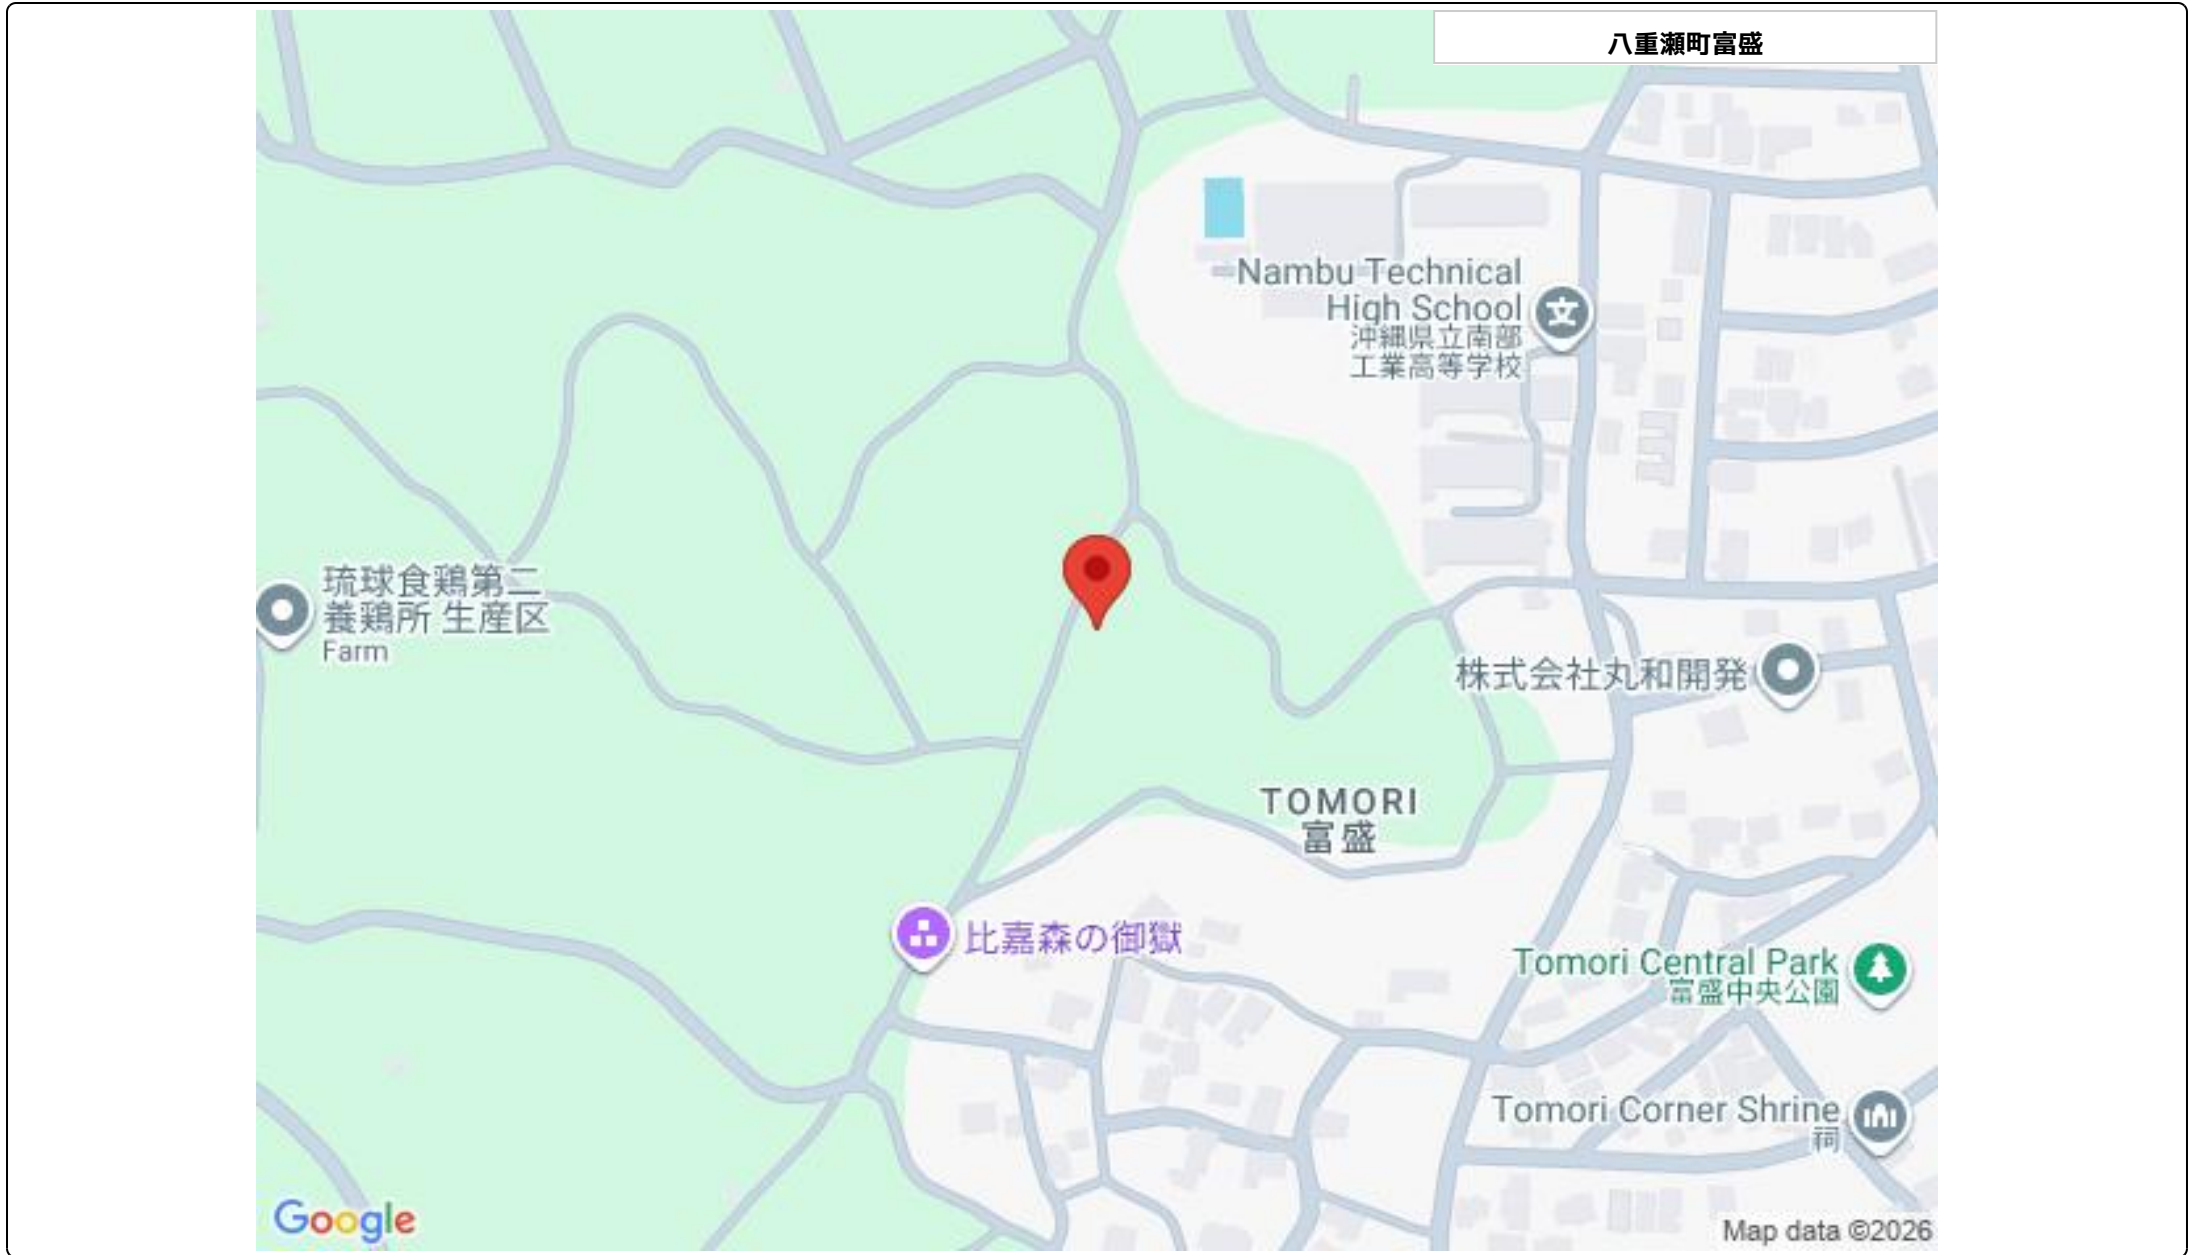 八重瀬町富盛
Nambu Technical
High School
沖縄県立南部
工業高等学校
琉球食鶏第二
養鶏所 生産区
Farm
株式会社丸和開発
TOMORI
富盛
比嘉森の御獄
Tomori Central Park
富盛中央公園
Tomori Corner Shrine
祠
Google
Map data ©2026